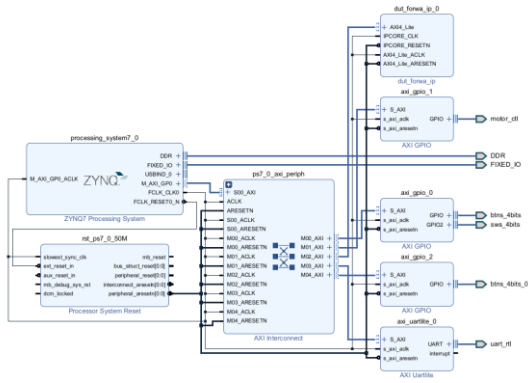 dut_forwa_ip_0
AXI4_Lite
IPCORE_CLK
IPCORE_RESETN
AXI4_Lite_ACLK
AXI4_Lite_ARESETN
dut_forwa_ip
axi_gpio_1
S_AXI
s_axi_aclk
s_axi_aresetn
GPIO
motor_ctl
AXI GPIO
processing_system7_0
M_AXI_GP0_ACLK
ZYNQ
DDR
FIXED_IO
USBIND_0
M_AXI_GP0
FCLK_CLK0
FCLK_RESET0_N
ZYNQ7 Processing System
DDR
FIXED_IO
ps7_0_axi_periph
S00_AXI
ACLK
ARESETN
S00_ACLK
S00_ARESETN
M00_ACLK
M00_ARESETN
M01_ACLK
M01_ARESETN
M02_ACLK
M02_ARESETN
M03_ACLK
M03_ARESETN
M04_ACLK
M04_ARESETN
M00_AXI
M01_AXI
M02_AXI
M03_AXI
M04_AXI
AXI Interconnect
axi_gpio_0
S_AXI
s_axi_aclk
s_axi_aresetn
GPIO
GPIO2
btns_4bits
sws_4bits
AXI GPIO
rst_ps7_0_50M
slowest_sync_clk
ext_reset_in
aux_reset_in
mb_debug_sys_rst
dcm_locked
mb_reset
bus_struct_reset[0:0]
peripheral_reset[0:0]
interconnect_aresetn[0:0]
peripheral_aresetn[0:0]
Processor System Reset
axi_gpio_2
S_AXI
s_axi_aclk
s_axi_aresetn
GPIO
btns_4bits_0
AXI GPIO
axi_uartlite_0
S_AXI
s_axi_aclk
s_axi_aresetn
UART
interrupt
uart_rtl
AXI Uartlite